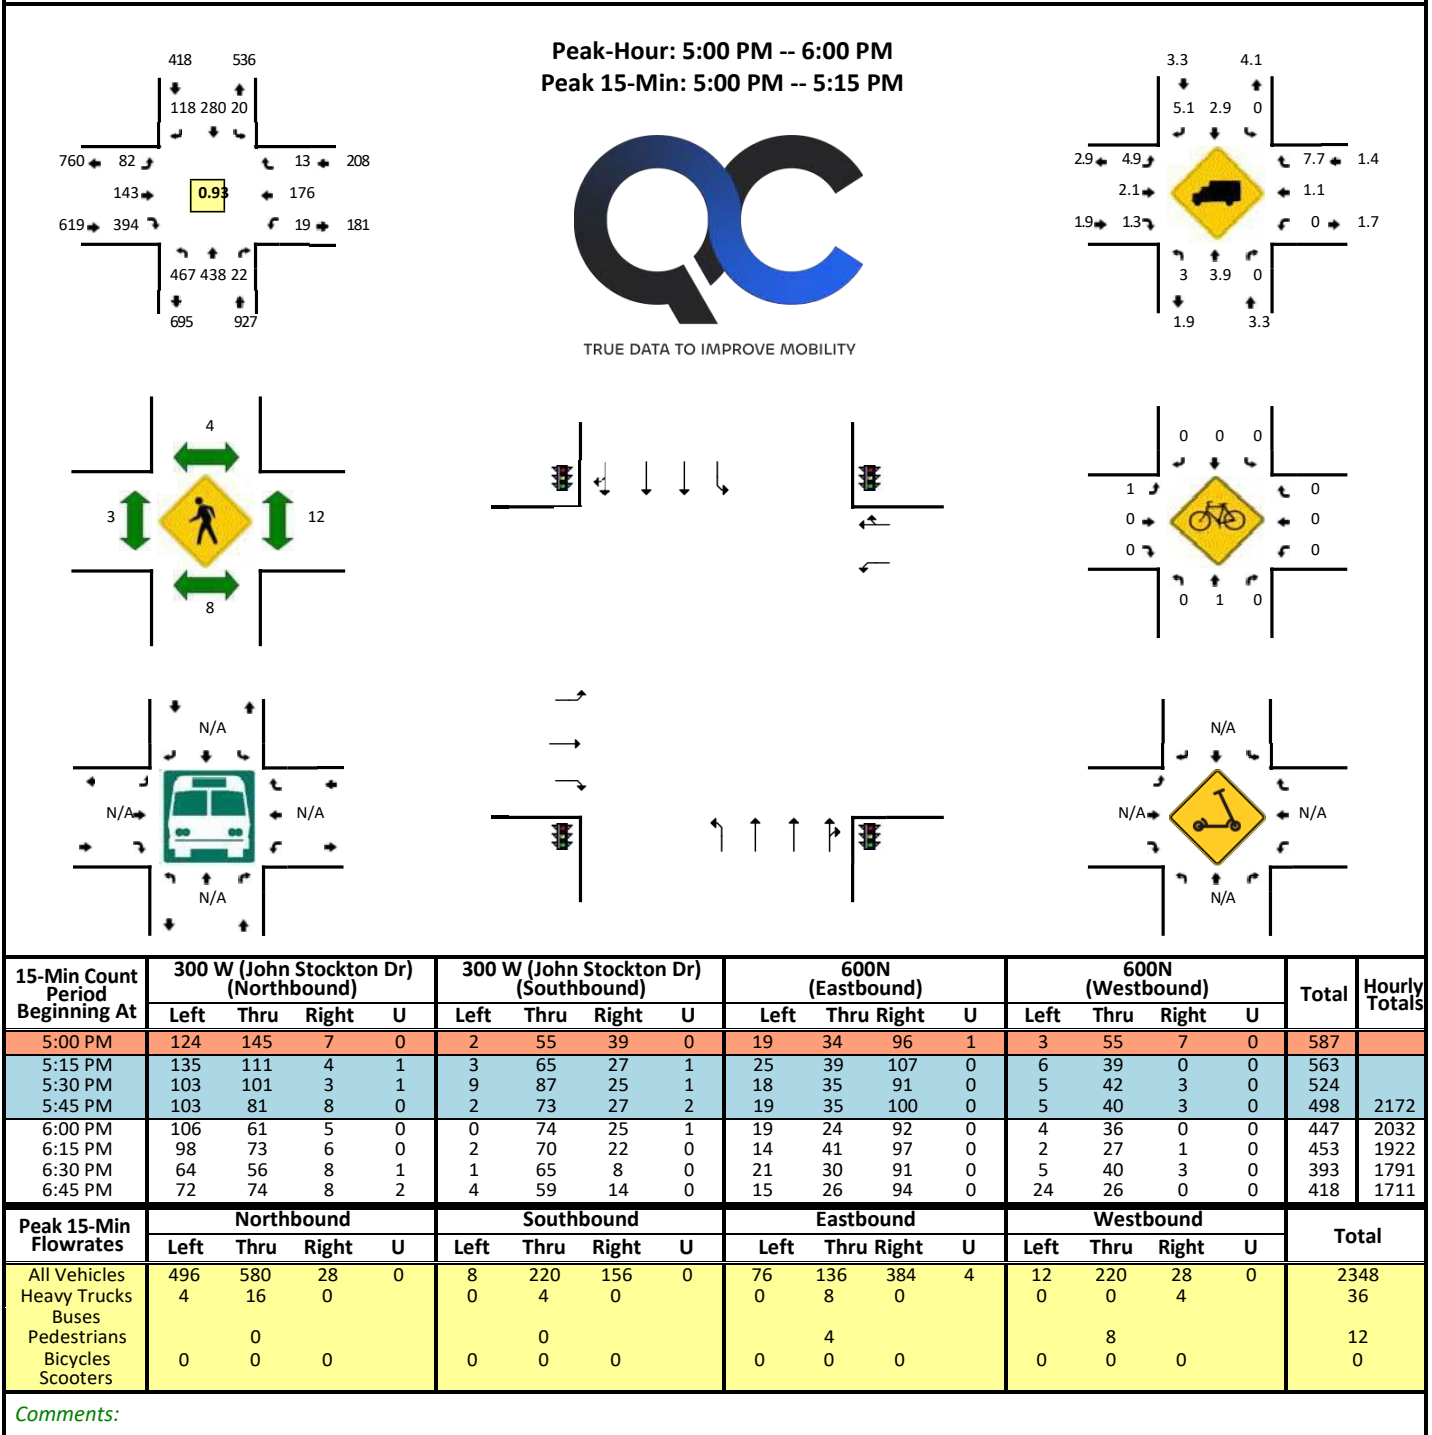 Peak-Hour: 5:00 PM -- 6:00 PM
Peak 15-Min: 5:00 PM -- 5:15 PM
418 536
118 280 20
760 82 13 208
143 0.93 176
619 394 19 181
467 438 22
695 927
QC
TRUE DATA TO IMPROVE MOBILITY
3.3 4.1
5.1 2.9 0
2.9 4.9 7.7 1.4
2.1 1.1
1.9 1.3 0 1.7
3 3.9 0
1.9 3.3
4
3 12
8
0 0 0
1 0
0 0
0 0
0 1 0
N/A
N/A N/A
N/A
N/A
N/A N/A
N/A
15-Min Count Period Beginning At 300 W (John Stockton Dr) (Northbound) 300 W (John Stockton Dr) (Southbound) 600N (Eastbound) 600N (Westbound) Total Hourly Totals
Left Thru Right U Left Thru Right U Left Thru Right U Left Thru Right U
5:00 PM 124 145 7 0 2 55 39 0 19 34 96 1 3 55 7 0 587
5:15 PM 135 111 4 1 3 65 27 1 25 39 107 0 6 39 0 0 563
5:30 PM 103 101 3 1 9 87 25 1 18 35 91 0 5 42 3 0 524
5:45 PM 103 81 8 0 2 73 27 2 19 35 100 0 5 40 3 0 498 2172
6:00 PM 106 61 5 0 0 74 25 1 19 24 92 0 4 36 0 0 447 2032
6:15 PM 98 73 6 0 2 70 22 0 14 41 97 0 2 27 1 0 453 1922
6:30 PM 64 56 8 1 1 65 8 0 21 30 91 0 5 40 3 0 393 1791
6:45 PM 72 74 8 2 4 59 14 0 15 26 94 0 24 26 0 0 418 1711
Peak 15-Min Flowrates Northbound Southbound Eastbound Westbound Total
Left Thru Right U Left Thru Right U Left Thru Right U Left Thru Right U
All Vehicles 496 580 28 0 8 220 156 0 76 136 384 4 12 220 28 0 2348
Heavy Trucks 4 16 0 0 4 0 0 8 0 0 0 4 36
Buses
Pedestrians 0 0 4 8 12
Bicycles 0 0 0 0 0 0 0 0 0 0 0 0 0
Scooters
Comments: